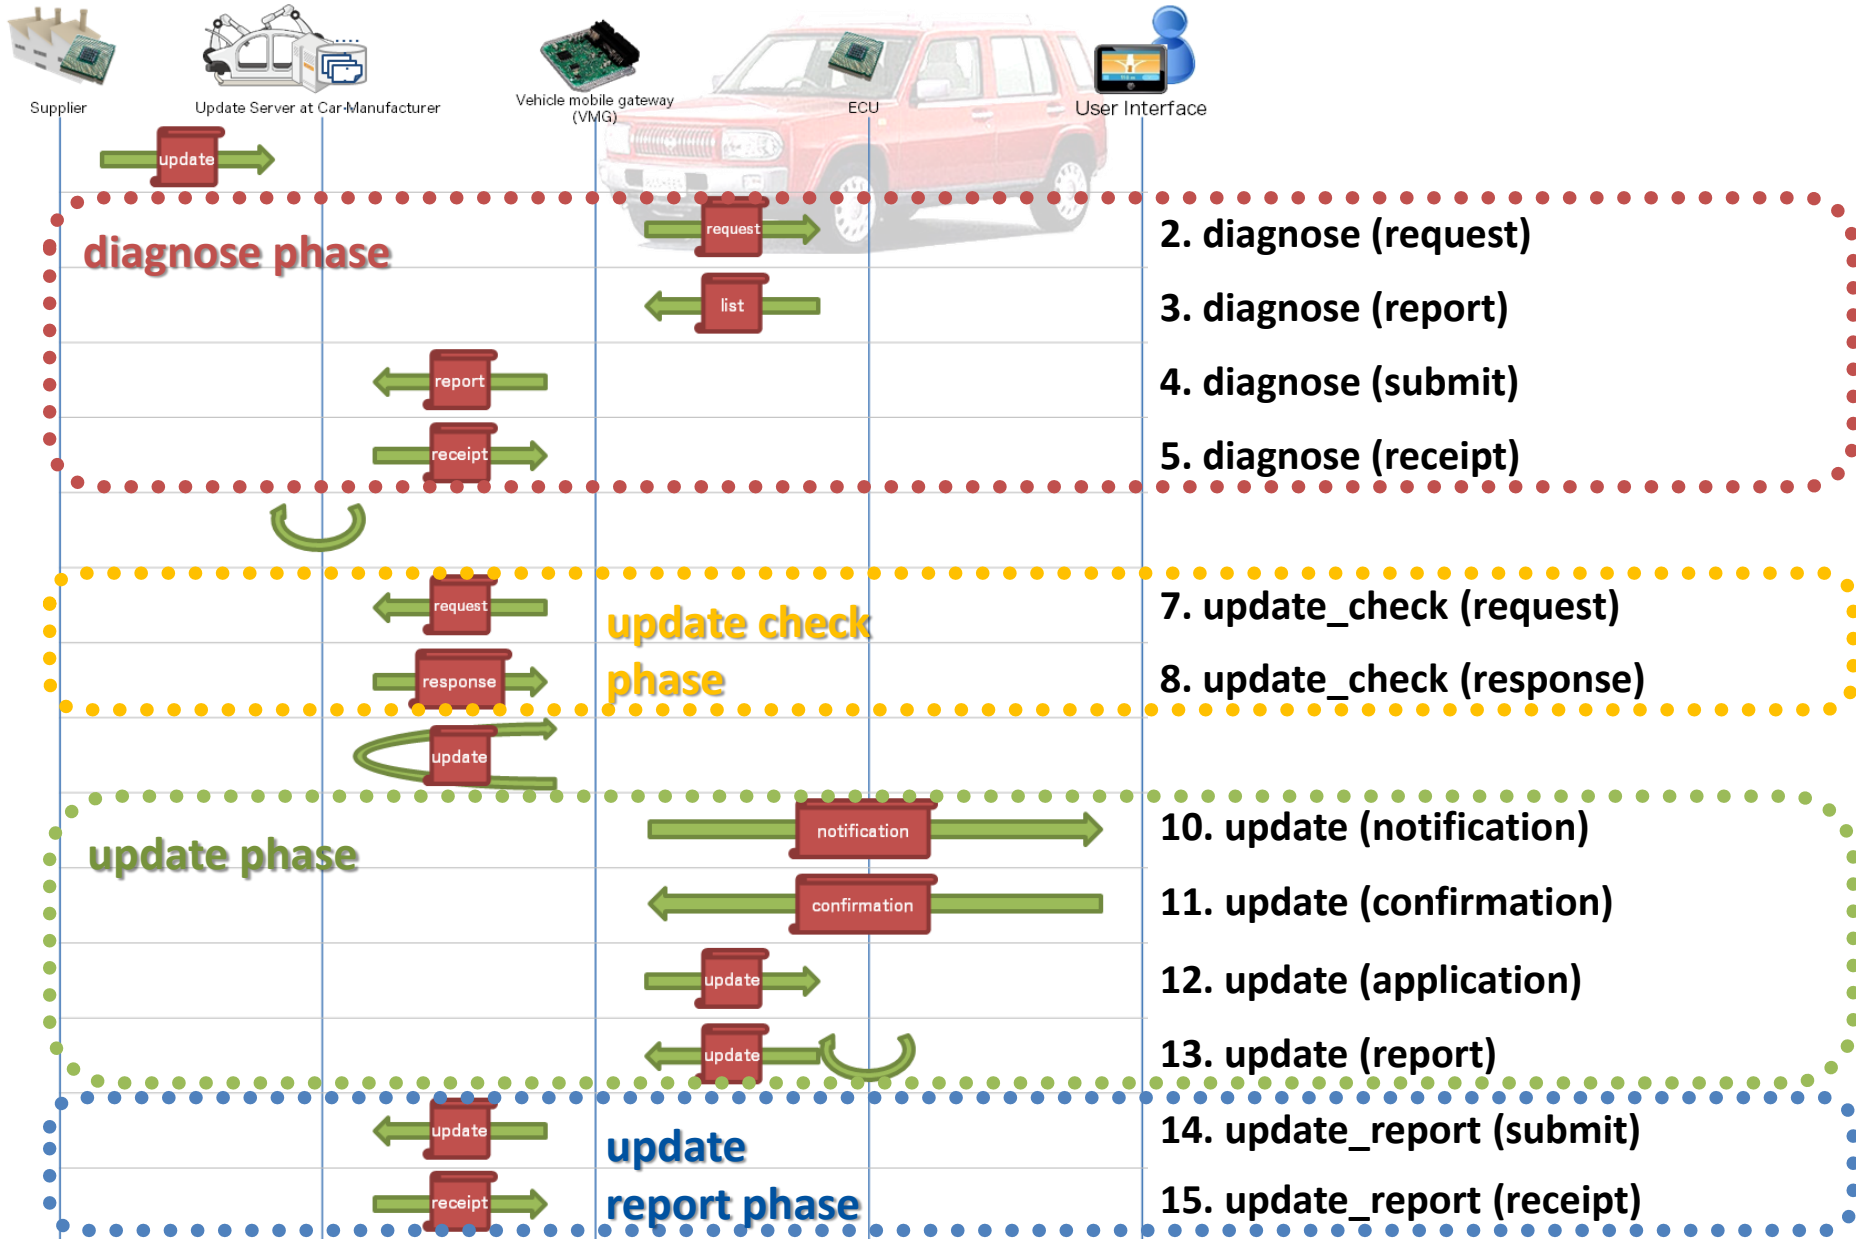 Supplier
Update Server at Car-Manufacturer
Vehicle mobile gateway
(VMG)
ECU
User Interface
update
diagnose phase
request
2. diagnose (request)
list
3. diagnose (report)
report
4. diagnose (submit)
receipt
5. diagnose (receipt)
request
update check
phase
7. update_check (request)
response
8. update_check (response)
update
update phase
notification
10. update (notification)
confirmation
11. update (confirmation)
update
12. update (application)
update
13. update (report)
update
update
report phase
14. update_report (submit)
receipt
15. update_report (receipt)